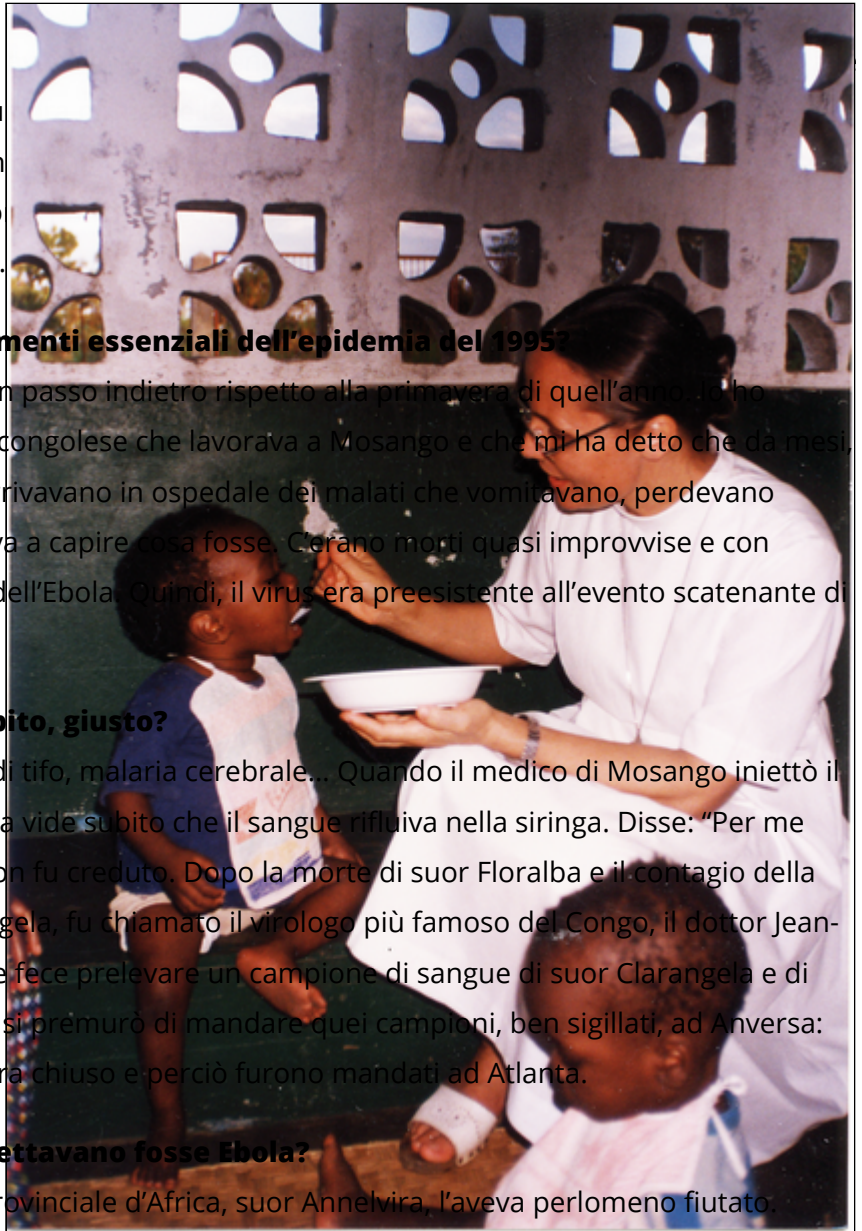 menti essenziali dell'epidemia del 1995?
n passo indietro rispetto alla primavera di quell'anno. Io ho
congolese che lavorava a Mosango e che mi ha detto che da mesi,
rivavano in ospedale dei malati che vomitavano, perdevano
va a capire cosa fosse. C'erano morti quasi improvvise e con
dell'Ebola. Quindi, il virus era preesistente all'evento scatenante di
bito, giusto?
di tifo, malaria cerebrale... Quando il medico di Mosango iniettò il
a vide subito che il sangue rifluiva nella siringa. Disse: “Per me
on fu creduto. Dopo la morte di suor Floralba e il contagio della
gela, fu chiamato il virologo più famoso del Congo, il dottor Jean-
e fece prelevare un campione di sangue di suor Clarangela e di
si premurò di mandare quei campioni, ben sigillati, ad Anversa:
ra chiuso e perciò furono mandati ad Atlanta.
ettavano fosse Ebola?
rovinciale d'Africa, suor Annelvira, l'aveva perlomeno fiutato.